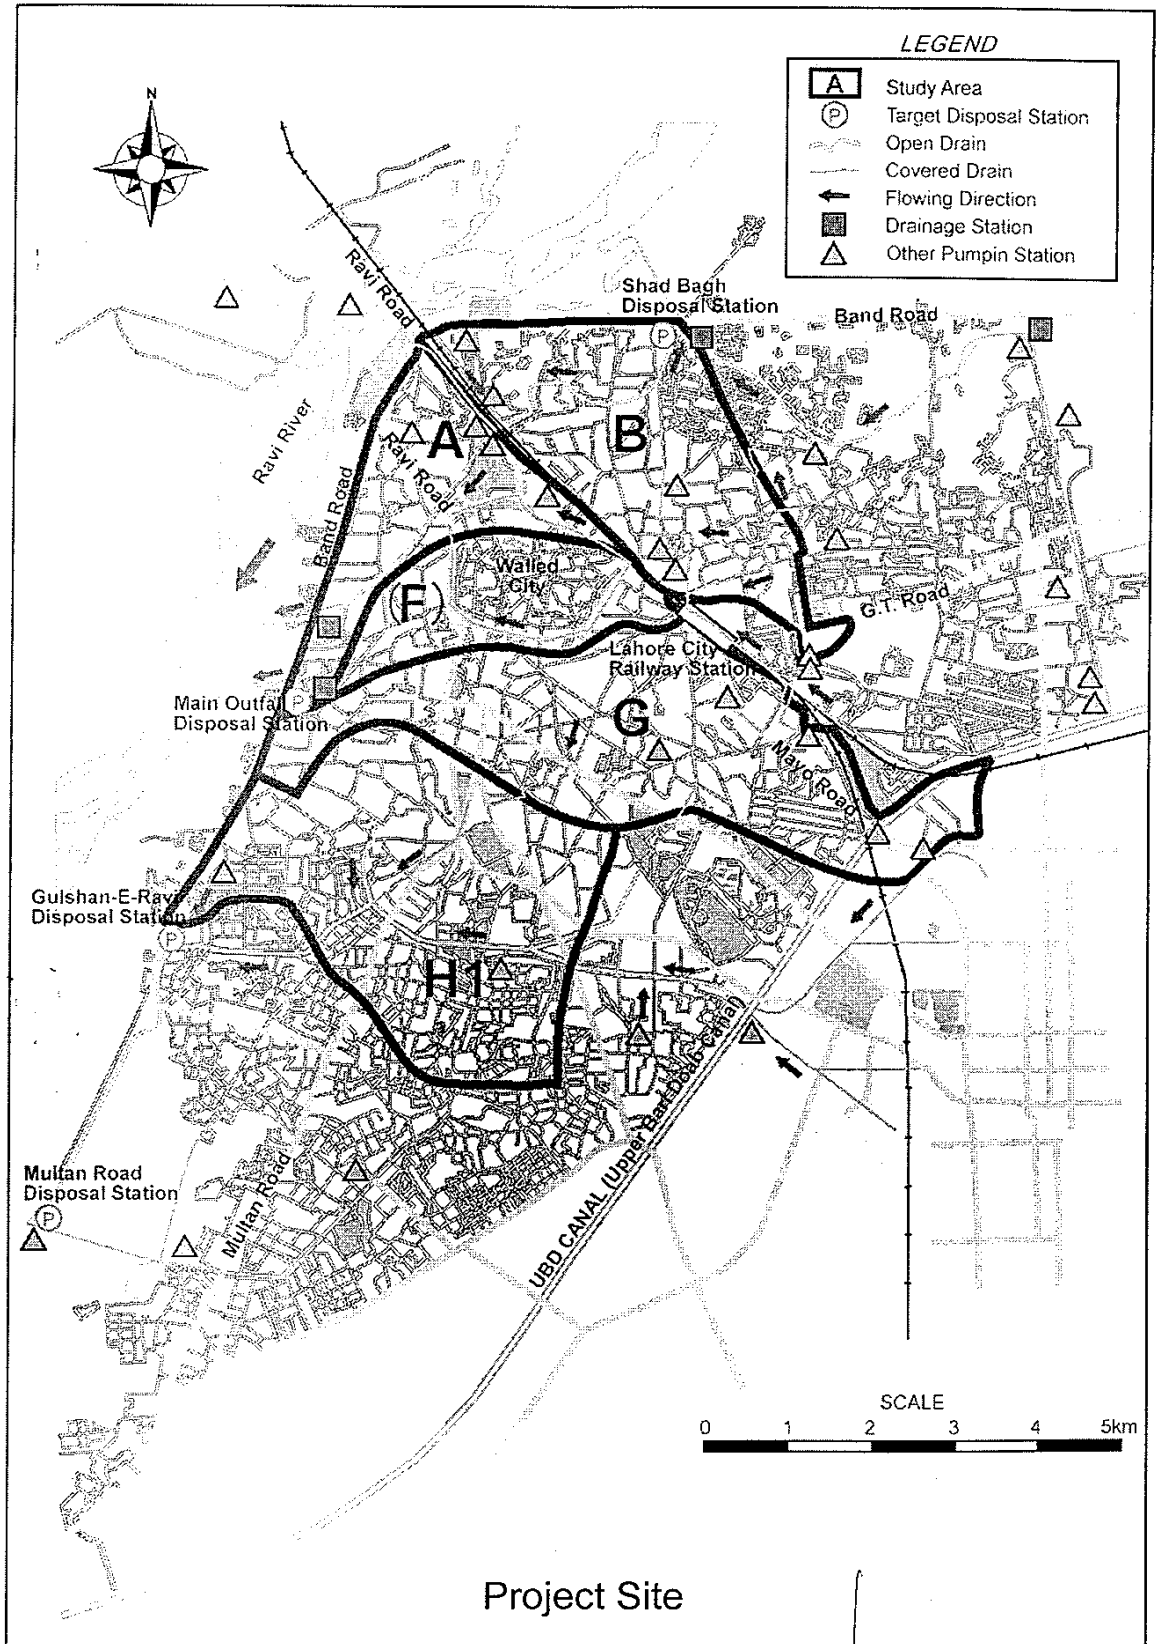 LEGEND
A Study Area
P Target Disposal Station
Open Drain
Covered Drain
Flowing Direction
Drainage Station
Other Pumpin Station
N
Ravi Road
Shad Bagh
Disposal Station
P
Band Road
Ravi River
A
B
Ravi Road
Band Road
Walled
City
(F)
G.T. Road
Lahore City
Railway Station
Main Outfall
Disposal Station
P
G
Mayo Road
Gulshan-E-Ravi
Disposal Station
P
H1
UBD CANAL (Upper Bari Doab Canal)
Multan Road
Disposal Station
P
Multan Road
SCALE
0 1 2 3 4 5km
Project Site